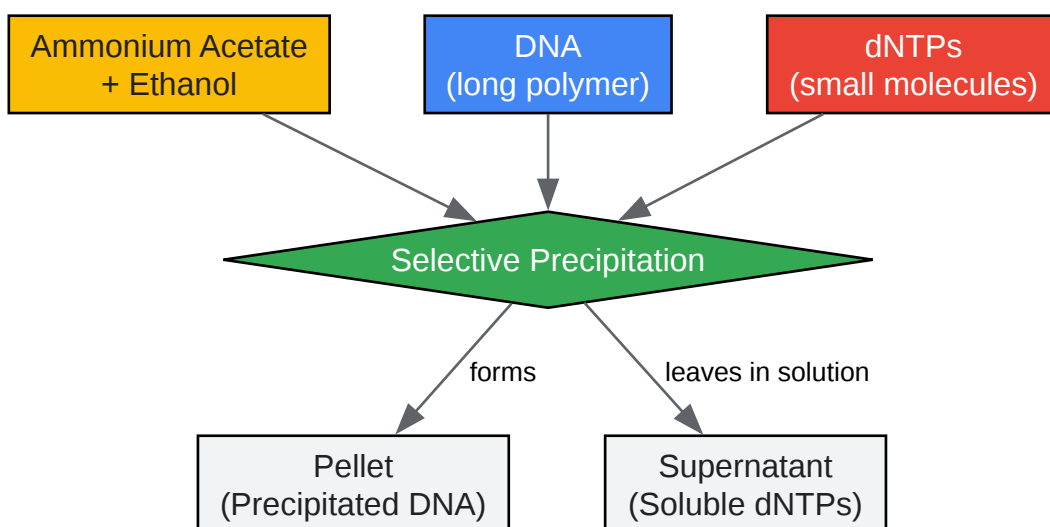 Ammonium Acetate
+ Ethanol
DNA
(long polymer)
dNTPs
(small molecules)
Selective Precipitation
forms
leaves in solution
Pellet
(Precipitated DNA)
Supernatant
(Soluble dNTPs)